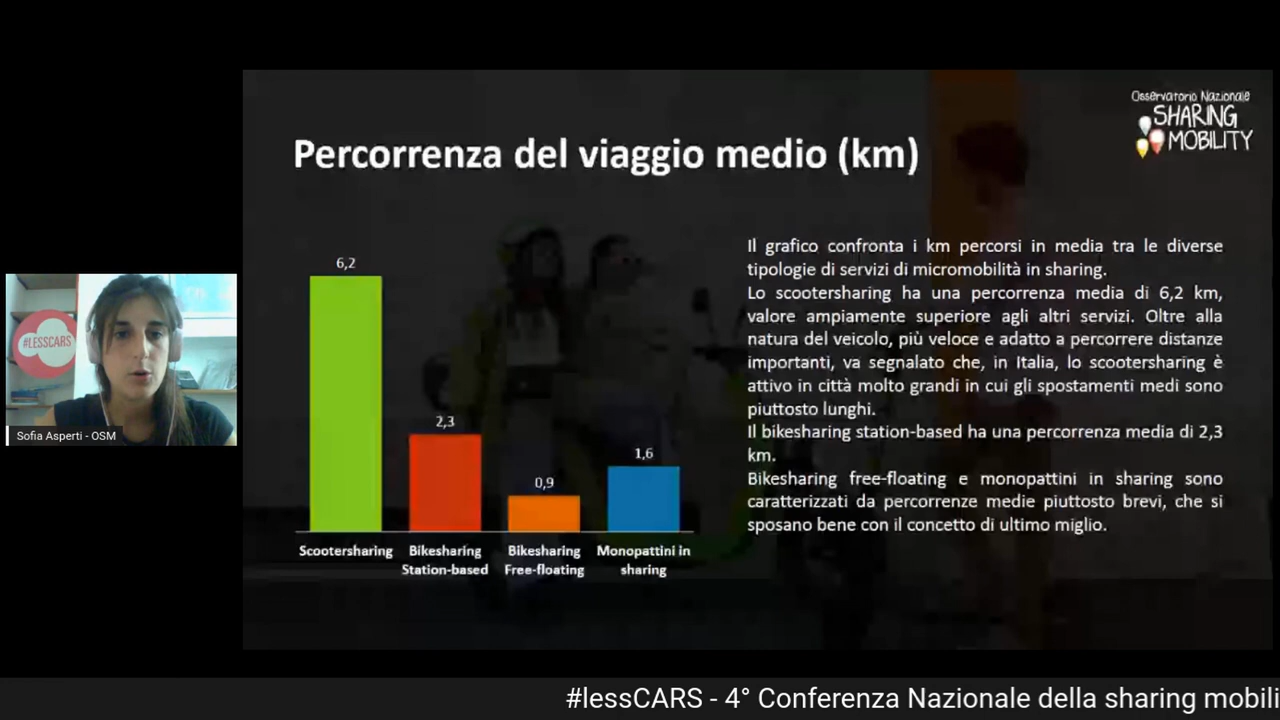 Osservatorio Nazionale
SHARING
MOBILITY
Percorrenza del viaggio medio (km)
6,2
2,3
0,9
1,6
Scootersharing
Bikesharing
Station-based
Bikesharing
Free-floating
Monopattini in
sharing
Il grafico confronta i km percorsi in media tra le diverse
tipologie di servizi di micromobilità in sharing.
Lo scootersharing ha una percorrenza media di 6,2 km,
valore ampiamente superiore agli altri servizi. Oltre alla
natura del veicolo, più veloce e adatto a percorrere distanze
importanti, va segnalato che, in Italia, lo scootersharing è
attivo in città molto grandi in cui gli spostamenti medi sono
piuttosto lunghi.
Il bikesharing station-based ha una percorrenza media di 2,3
km.
Bikesharing free-floating e monopattini in sharing sono
caratterizzati da percorrenze medie piuttosto brevi, che si
sposano bene con il concetto di ultimo miglio.
#LESSCARS
Sofia Asperti - OSM
#lessCARS - 4° Conferenza Nazionale della sharing mobili